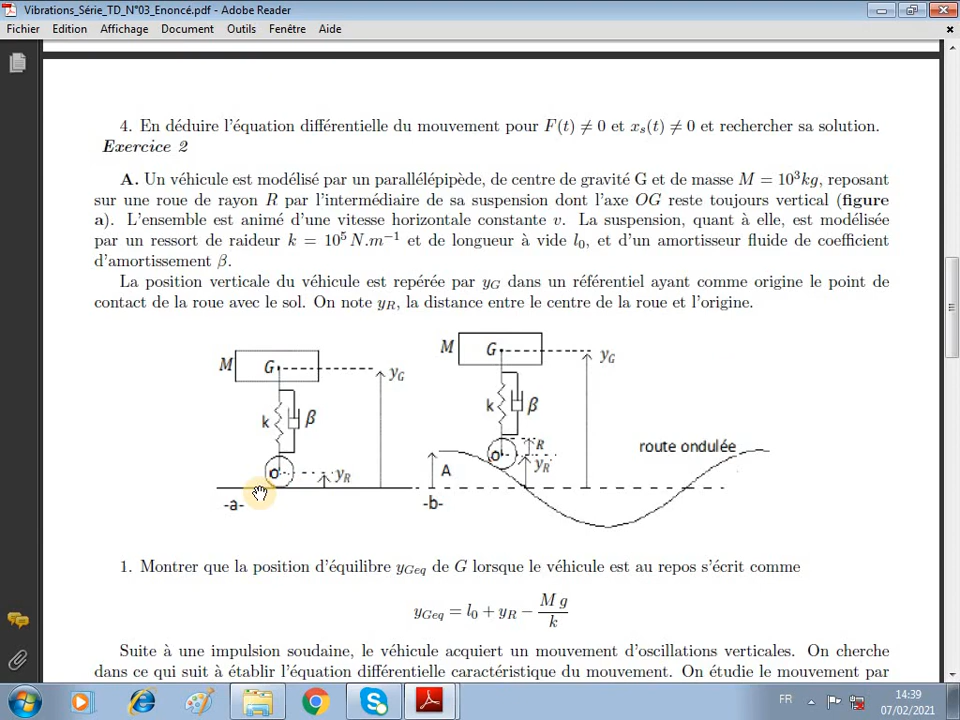 Vibrations_Série_TD_N°03_Enoncé.pdf - Adobe Reader
Fichier Edition Affichage Document Outils Fenêtre Aide
4. En déduire l'équation différentielle du mouvement pour F(t) ≠ 0 et xₛ(t) ≠ 0 et rechercher sa solution.
Exercice 2
A. Un véhicule est modélisé par un parallélépipède, de centre de gravité G et de masse M = 10³kg, reposant
sur une roue de rayon R par l'intermédiaire de sa suspension dont l'axe OG reste toujours vertical (figure
a). L'ensemble est animé d'une vitesse horizontale constante v. La suspension, quant à elle, est modélisée
par un ressort de raideur k = 10⁵ N.m⁻¹ et de longueur à vide l₀, et d'un amortisseur fluide de coefficient
d'amortissement β.
La position verticale du véhicule est repérée par y_G dans un référentiel ayant comme origine le point de
contact de la roue avec le sol. On note y_R, la distance entre le centre de la roue et l'origine.
M G y_G k β O y_R -a-
M G y_G k β R O y_R A -b- route ondulée
1. Montrer que la position d'équilibre y_Geq de G lorsque le véhicule est au repos s'écrit comme
y_Geq = l₀ + y_R − M g / k
Suite à une impulsion soudaine, le véhicule acquiert un mouvement d'oscillations verticales. On cherche
dans ce qui suit à établir l'équation différentielle caractéristique du mouvement. On étudie le mouvement par
FR 14:39
07/02/2021